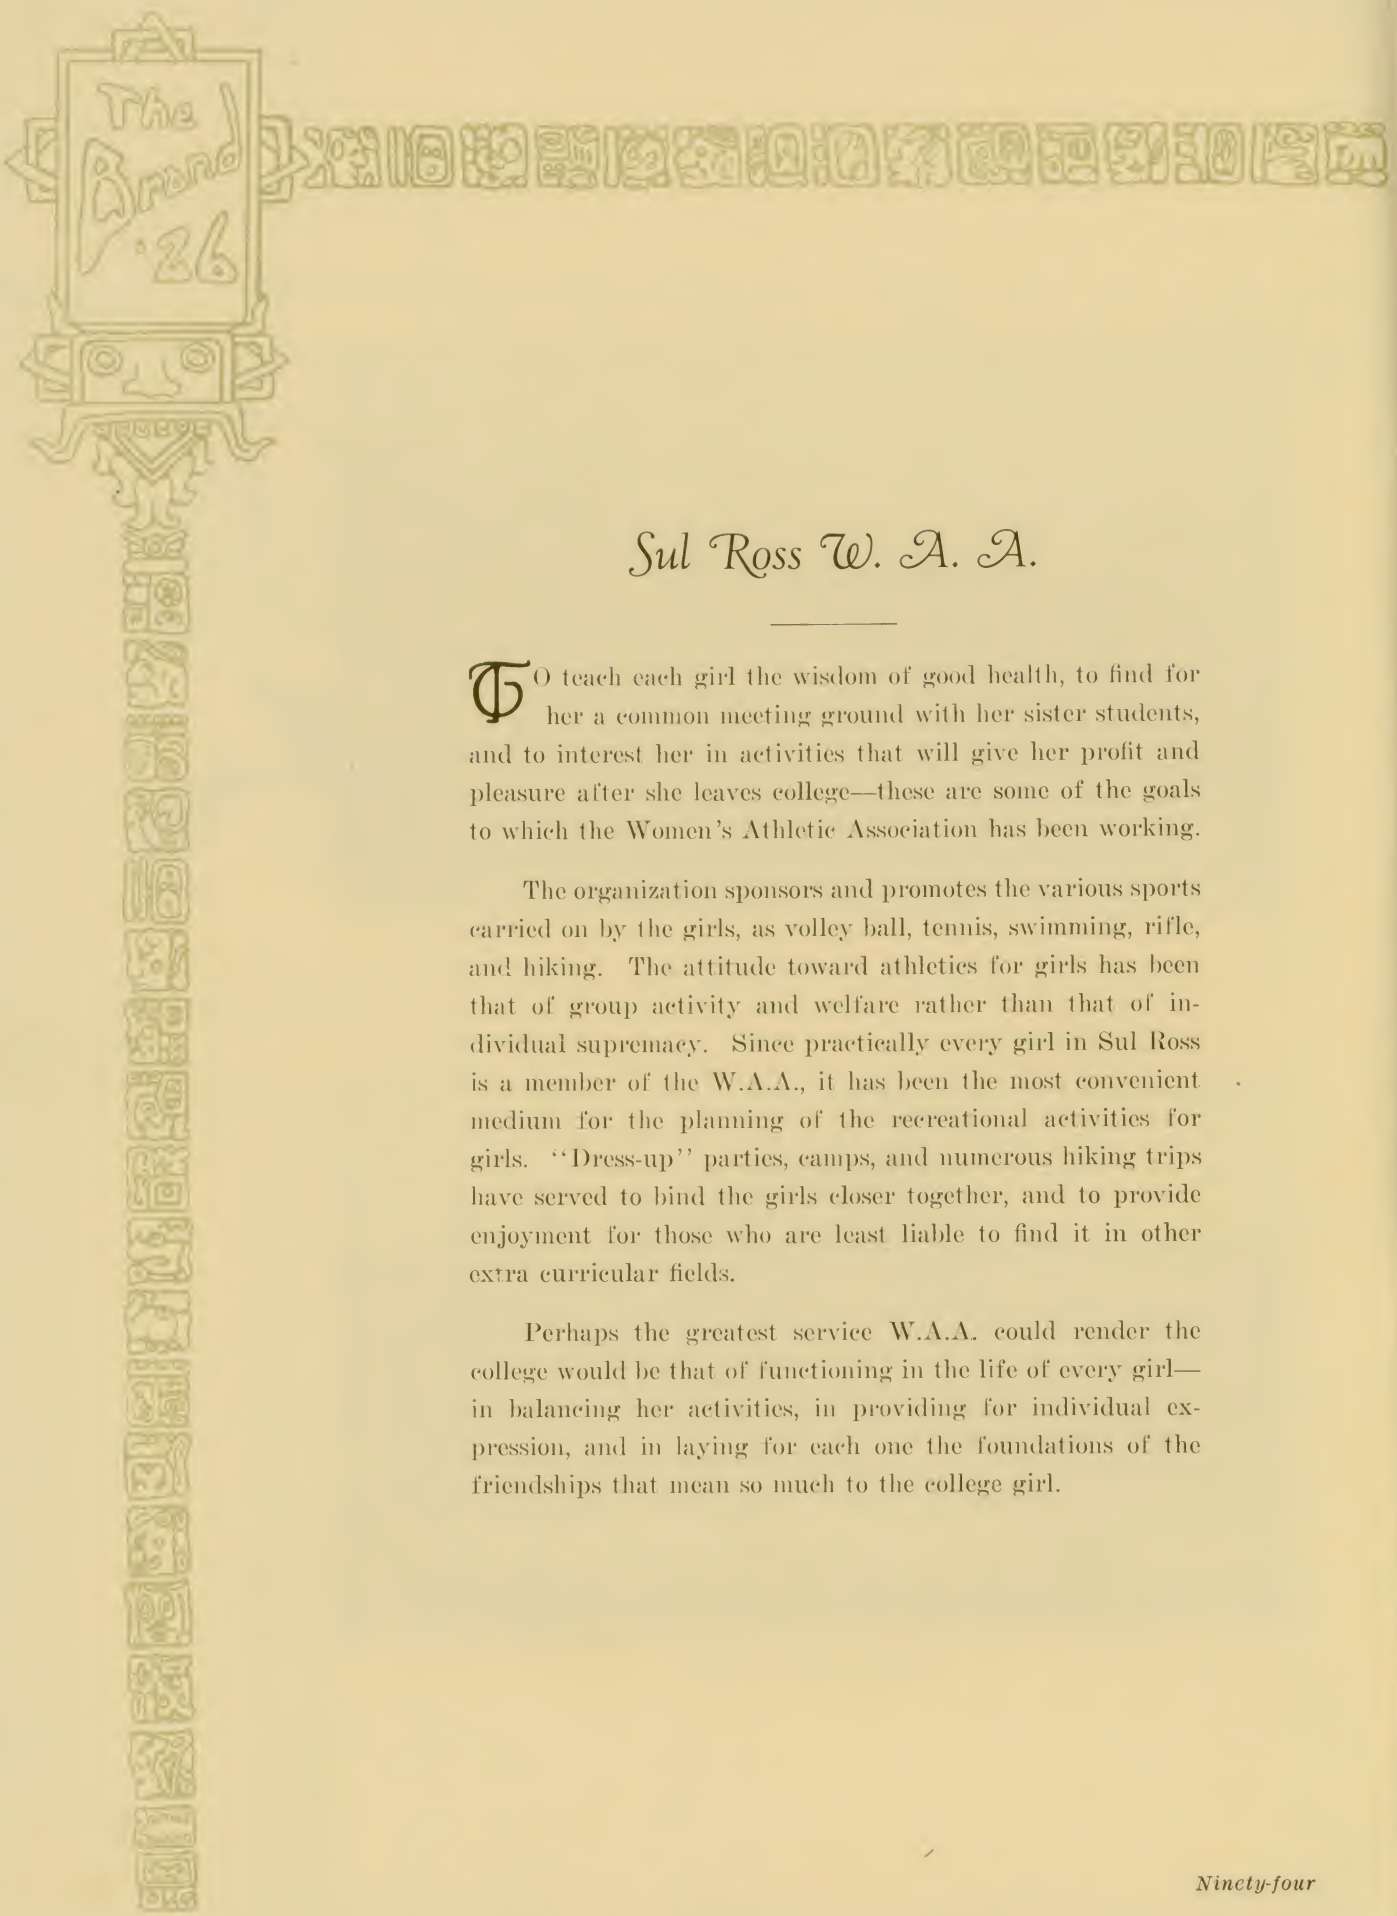 The
Brand
'26
Sul Ross W. A. A.
TO teach each girl the wisdom of good health, to find for
her a common meeting ground with her sister students,
and to interest her in activities that will give her profit and
pleasure after she leaves college—these are some of the goals
to which the Women's Athletic Association has been working.
The organization sponsors and promotes the various sports
carried on by the girls, as volley ball, tennis, swimming, rifle,
and hiking. The attitude toward athletics for girls has been
that of group activity and welfare rather than that of in-
dividual supremacy. Since practically every girl in Sul Ross
is a member of the W.A.A., it has been the most convenient
medium for the planning of the recreational activities for
girls. “Dress-up” parties, camps, and numerous hiking trips
have served to bind the girls closer together, and to provide
enjoyment for those who are least liable to find it in other
extra curricular fields.
Perhaps the greatest service W.A.A. could render the
college would be that of functioning in the life of every girl—
in balancing her activities, in providing for individual ex-
pression, and in laying for each one the foundations of the
friendships that mean so much to the college girl.
Ninety-four